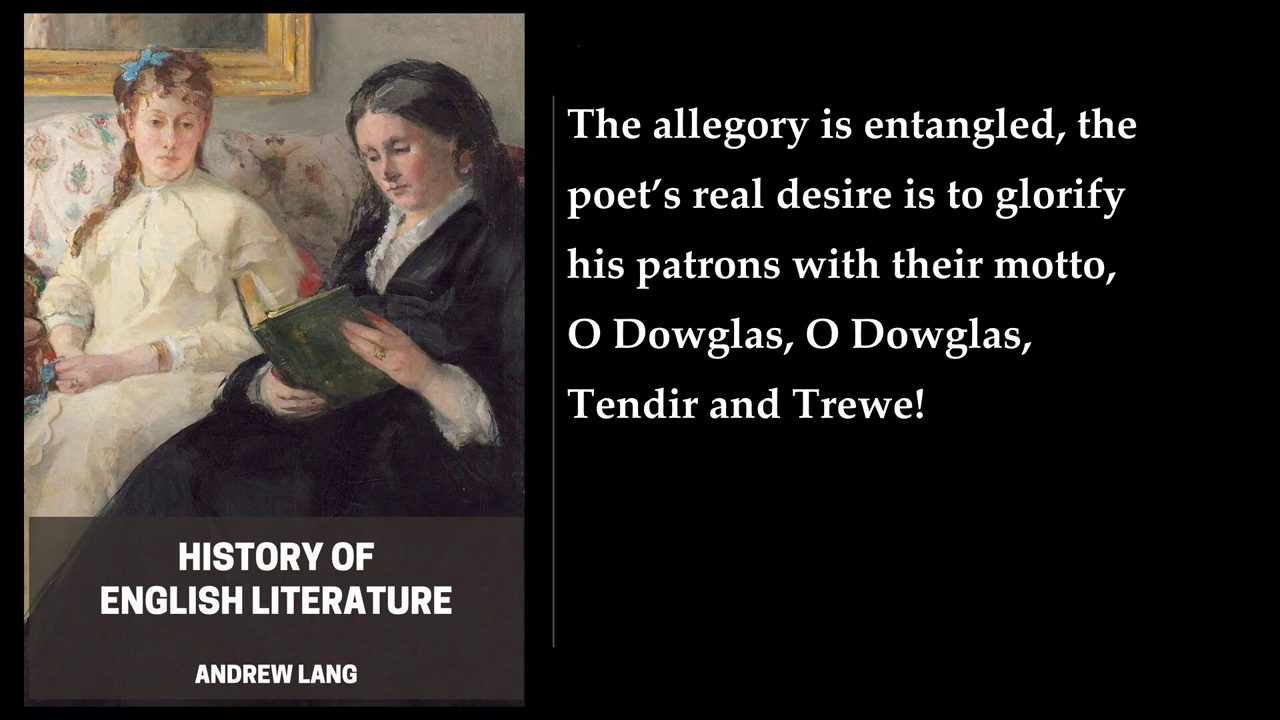 The allegory is entangled, the
poet’s real desire is to glorify
his patrons with their motto,
O Dowglas, O Dowglas,
Tendir and Trewe!
HISTORY OF
ENGLISH LITERATURE
ANDREW LANG